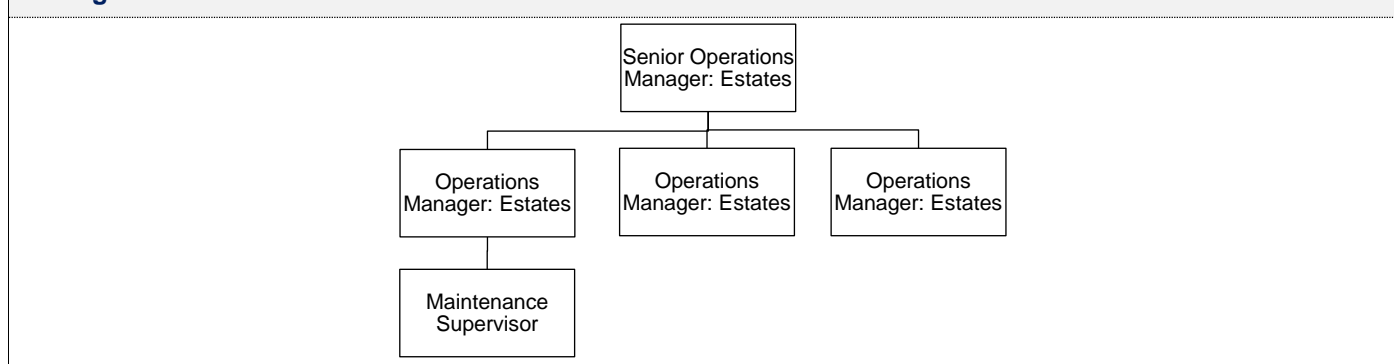 Senior Operations
Manager: Estates
Operations
Manager: Estates
Operations
Manager: Estates
Operations
Manager: Estates
Maintenance
Supervisor